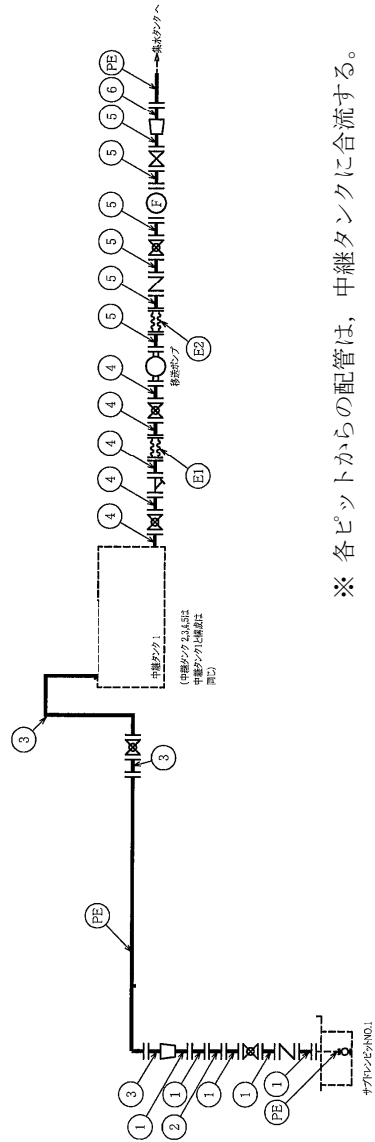 4 4 4 4 4 5 5 5 5 5 5 6 PE
集水タンクへ
F
移送ポンプ
E1 E2
中継タンク1
(中継タンク2,3,4,5は
中継タンク1と構成は
同じ)
3
3
PE
3
1
1
2
1
1
1
PE
サブドレンピットNO.1
※ 各ピットからの配管は，中継タンクに合流する。